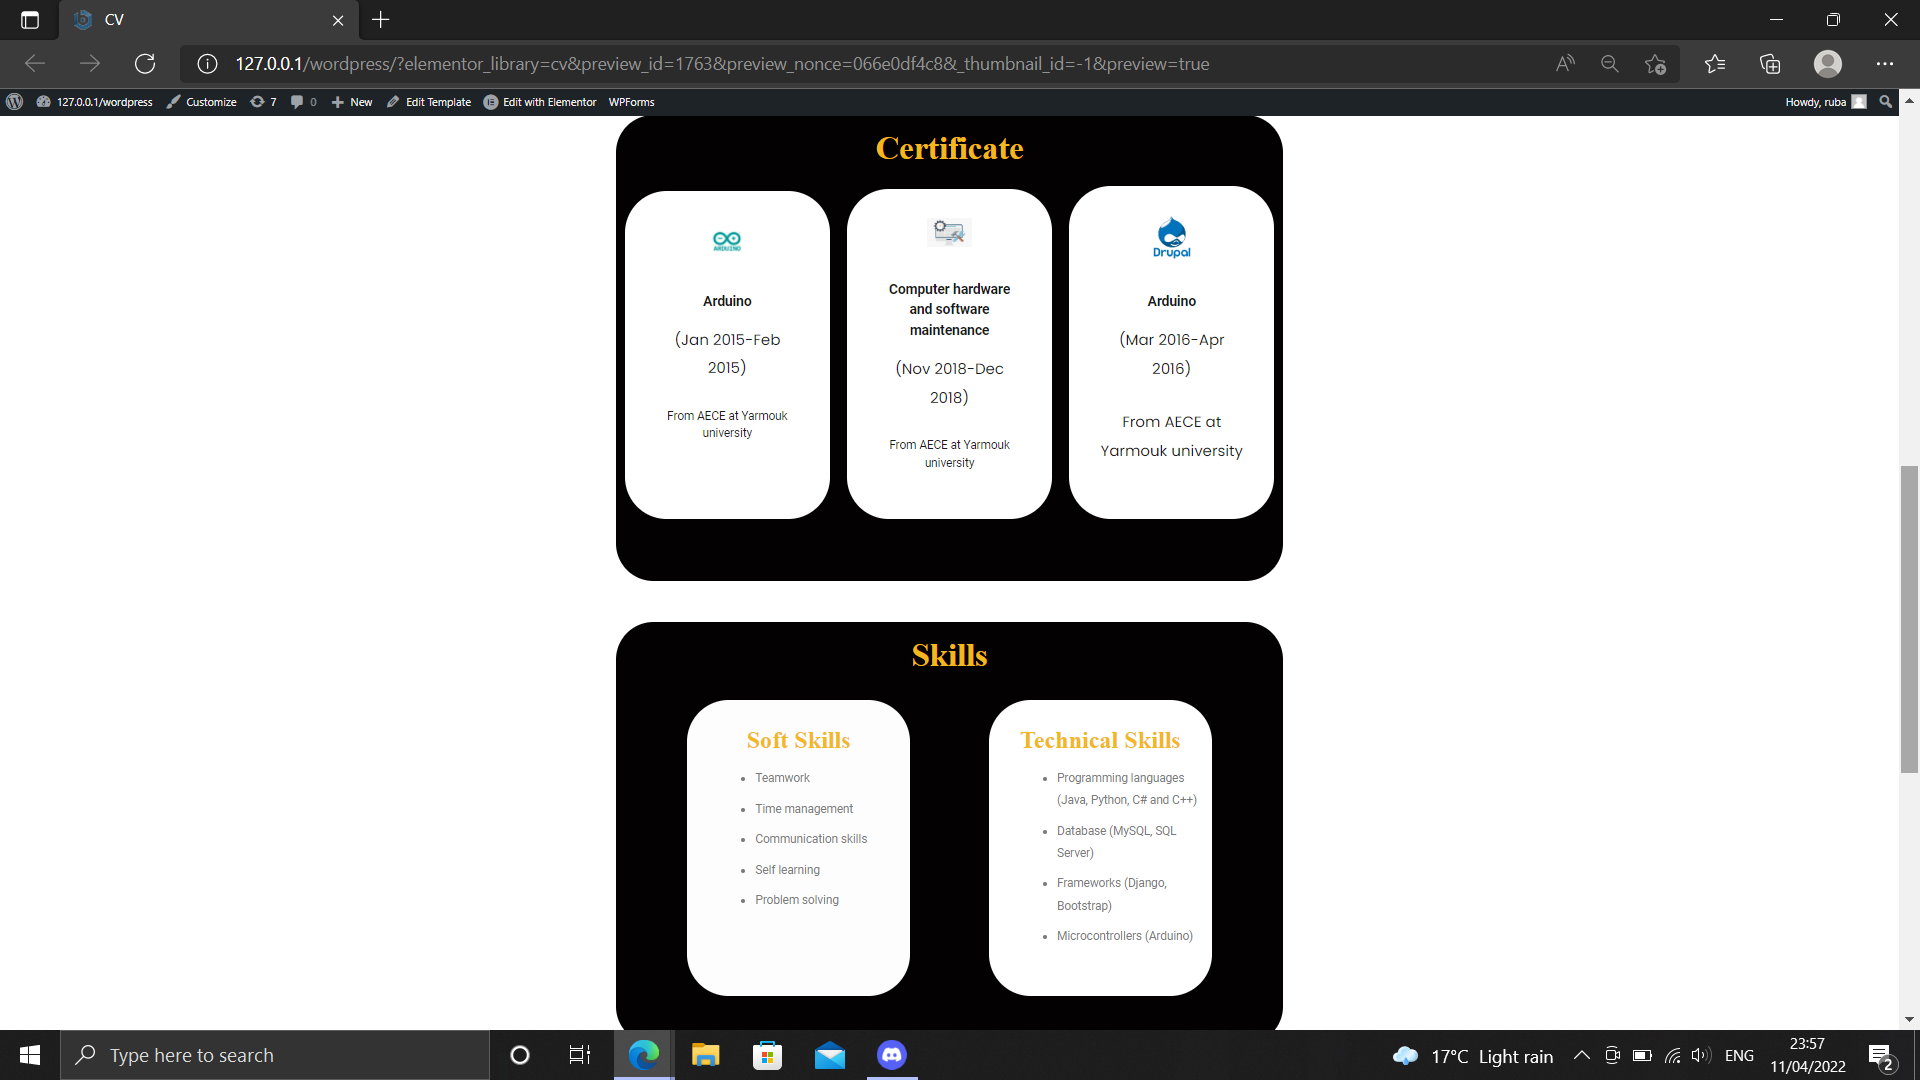 CV
127.0.0.1/wordpress/?elementor_library=cv&preview_id=1763&preview_nonce=066e0df4c8&_thumbnail_id=-1&preview=true
127.0.0.1/wordpress Customize 7 0 New Edit Template Edit with Elementor WPForms Howdy, ruba
Certificate
ARDUINO
Arduino
(Jan 2015-Feb
2015)
From AECE at Yarmouk
university
Computer hardware
and software
maintenance
(Nov 2018-Dec
2018)
From AECE at Yarmouk
university
Drupal
Arduino
(Mar 2016-Apr
2016)
From AECE at
Yarmouk university
Skills
Soft Skills
Teamwork
Time management
Communication skills
Self learning
Problem solving
Technical Skills
Programming languages
(Java, Python, C# and C++)
Database (MySQL, SQL
Server)
Frameworks (Django,
Bootstrap)
Microcontrollers (Arduino)
Type here to search
17°C Light rain
ENG
23:57
11/04/2022
2